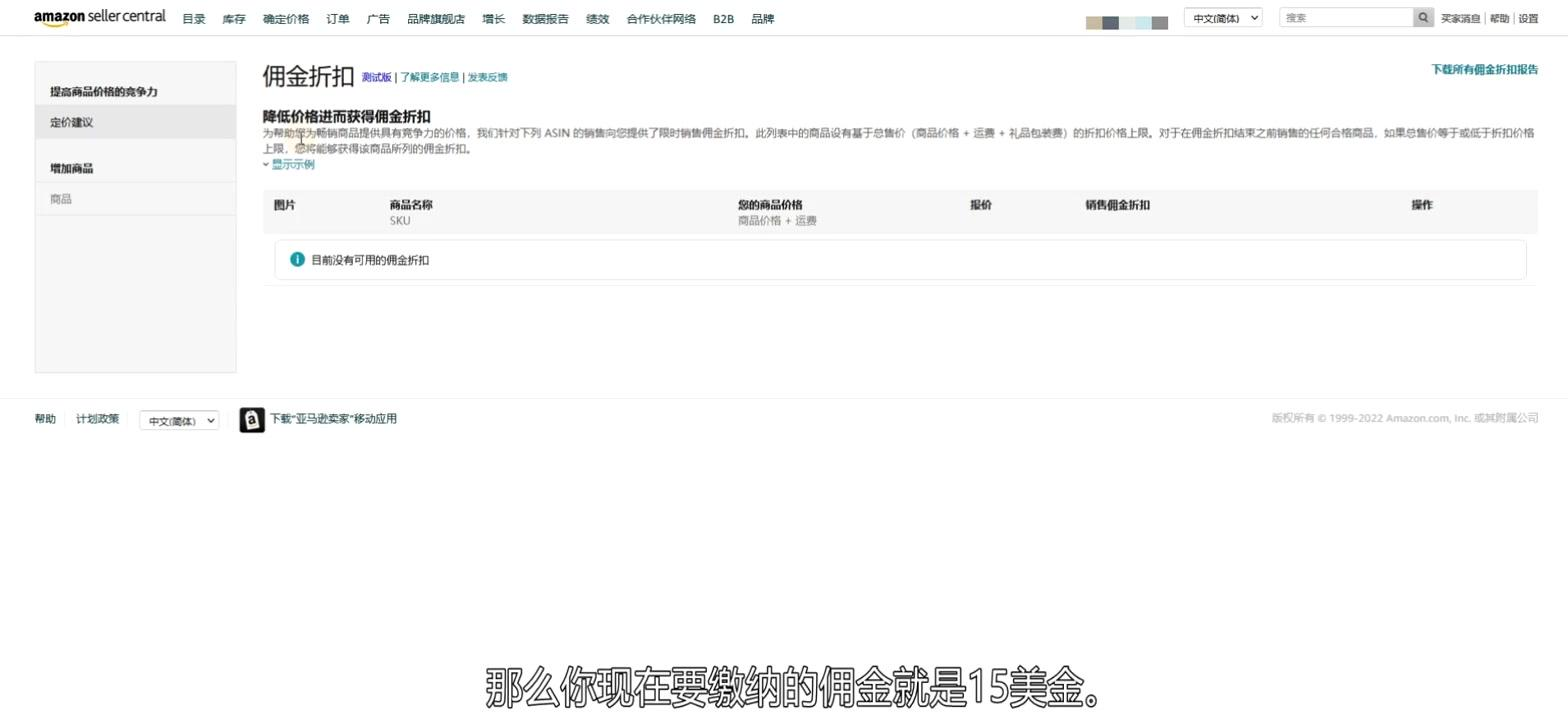 amazon seller central 目录 库存 确定价格 订单 广告 品牌旗舰店 增长 数据报告 绩效 合作伙伴网络 B2B 品牌 中文(简体) 搜索 买家消息 | 帮助 | 设置
提高商品价格的竞争力
定价建议
增加商品
商品
佣金折扣 测试版 | 了解更多信息 | 发表反馈
下载所有佣金折扣报告
降低价格进而获得佣金折扣
为帮助您为畅销商品提供具有竞争力的价格，我们针对下列 ASIN 的销售向您提供了限时销售佣金折扣。此列表中的商品设有基于总售价（商品价格 + 运费 + 礼品包装费）的折扣价格上限。对于在佣金折扣结束之前销售的任何合格商品，如果总售价等于或低于折扣价格
上限，您将能够获得该商品所列的佣金折扣。
显示示例
图片 商品名称 您的商品价格 报价 销售佣金折扣 操作
SKU 商品价格 + 运费
目前没有可用的佣金折扣
帮助 计划政策 中文(简体) 下载“亚马逊卖家”移动应用 版权所有 © 1999-2022 Amazon.com, Inc. 或其附属公司
那么你现在要缴纳的佣金就是15美金。